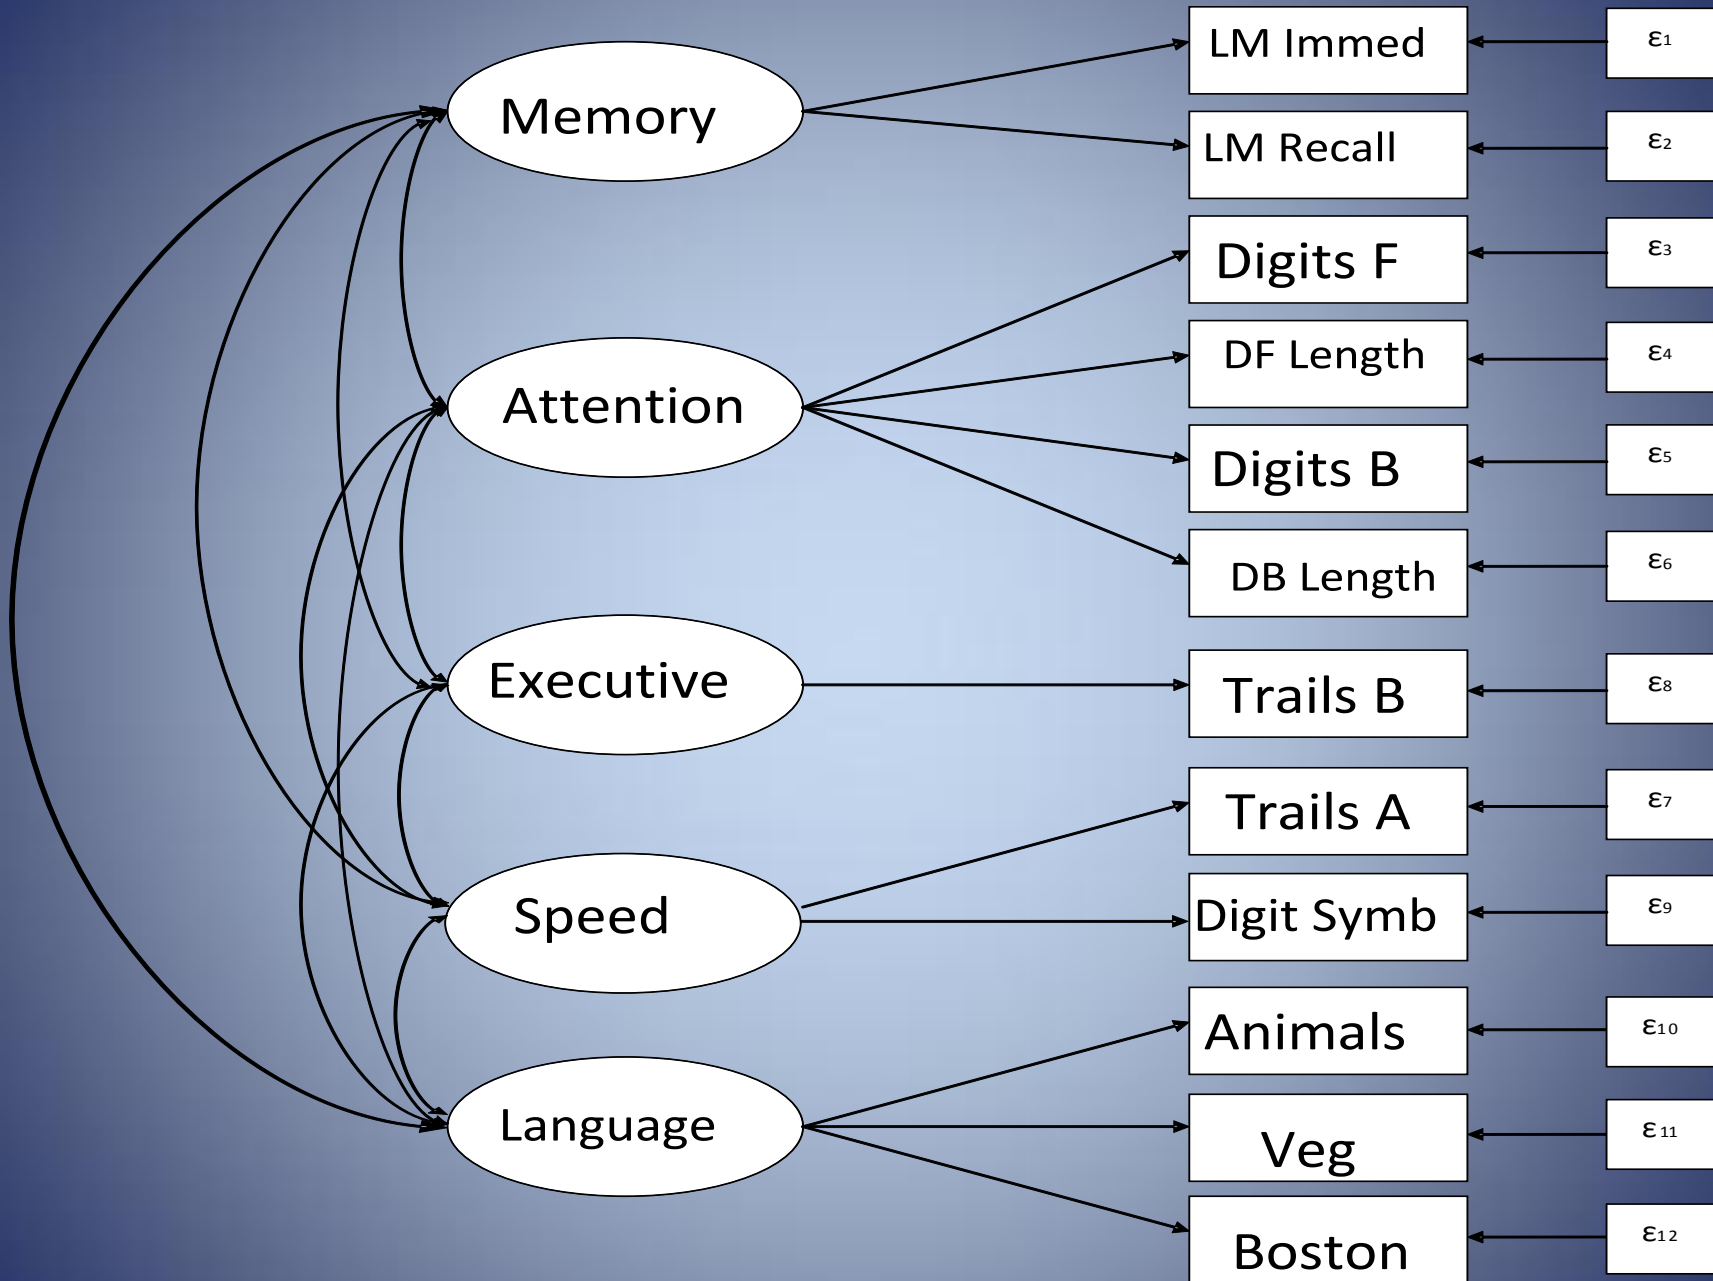 LM Immed ε1
Memory
LM Recall ε2
Digits F ε3
DF Length ε4
Attention
Digits B ε5
DB Length ε6
Executive Trails B ε8
Trails A ε7
Speed Digit Symb ε9
Animals ε10
Language Veg ε11
Boston ε12